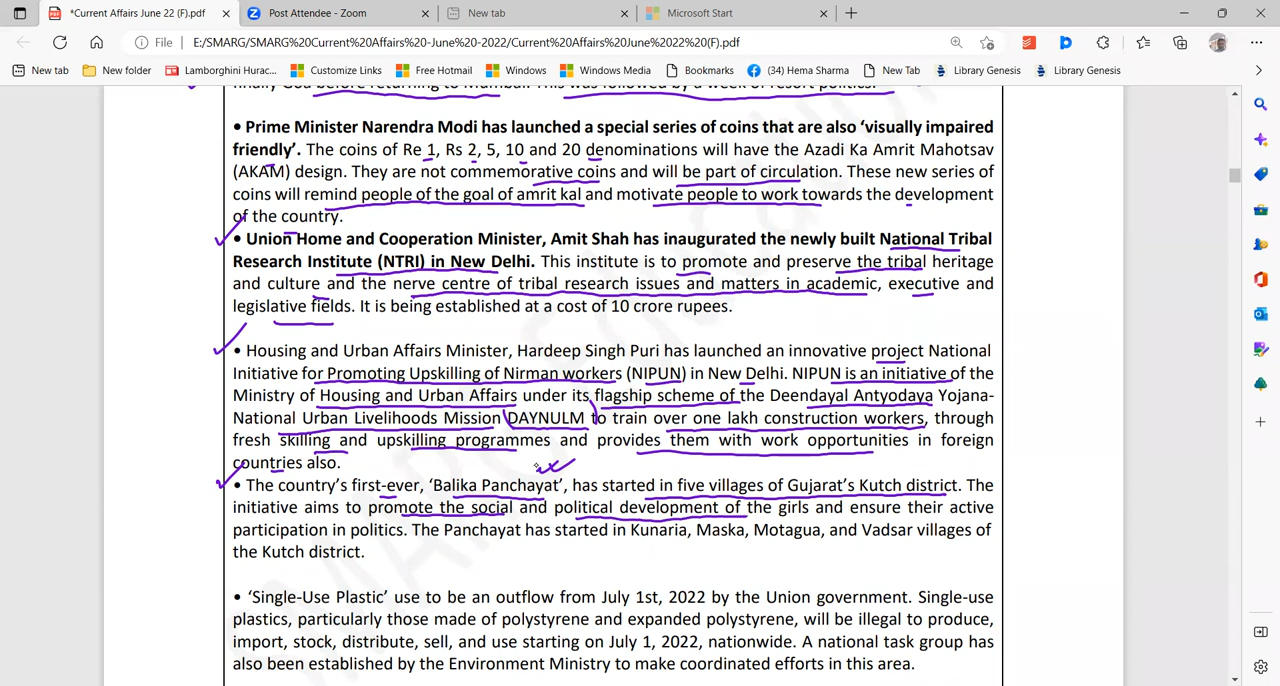 *Current Affairs June 22 (F).pdf
Post Attendee - Zoom
New tab
Microsoft Start
File
E:/SMARG/SMARG%20Current%20Affairs%20-June%20-2022/Current%20Affairs%20June%2022%20(F).pdf
New tab
New folder
Lamborghini Hurac...
Customize Links
Free Hotmail
Windows
Windows Media
Bookmarks
(34) Hema Sharma
New Tab
Library Genesis
Library Genesis
finally Goa before returning to Mumbai. This was followed by a week of resort politics.
• Prime Minister Narendra Modi has launched a special series of coins that are also ‘visually impaired
friendly’. The coins of Re 1, Rs 2, 5, 10 and 20 denominations will have the Azadi Ka Amrit Mahotsav
(AKAM) design. They are not commemorative coins and will be part of circulation. These new series of
coins will remind people of the goal of amrit kal and motivate people to work towards the development
of the country.
• Union Home and Cooperation Minister, Amit Shah has inaugurated the newly built National Tribal
Research Institute (NTRI) in New Delhi. This institute is to promote and preserve the tribal heritage
and culture and the nerve centre of tribal research issues and matters in academic, executive and
legislative fields. It is being established at a cost of 10 crore rupees.
• Housing and Urban Affairs Minister, Hardeep Singh Puri has launched an innovative project National
Initiative for Promoting Upskilling of Nirman workers (NIPUN) in New Delhi. NIPUN is an initiative of the
Ministry of Housing and Urban Affairs under its flagship scheme of the Deendayal Antyodaya Yojana-
National Urban Livelihoods Mission (DAYNULM) to train over one lakh construction workers, through
fresh skilling and upskilling programmes and provides them with work opportunities in foreign
countries also.
• The country's first-ever, ‘Balika Panchayat’, has started in five villages of Gujarat’s Kutch district. The
initiative aims to promote the social and political development of the girls and ensure their active
participation in politics. The Panchayat has started in Kunaria, Maska, Motagua, and Vadsar villages of
the Kutch district.
• ‘Single-Use Plastic’ use to be an outflow from July 1st, 2022 by the Union government. Single-use
plastics, particularly those made of polystyrene and expanded polystyrene, will be illegal to produce,
import, stock, distribute, sell, and use starting on July 1, 2022, nationwide. A national task group has
also been established by the Environment Ministry to make coordinated efforts in this area.